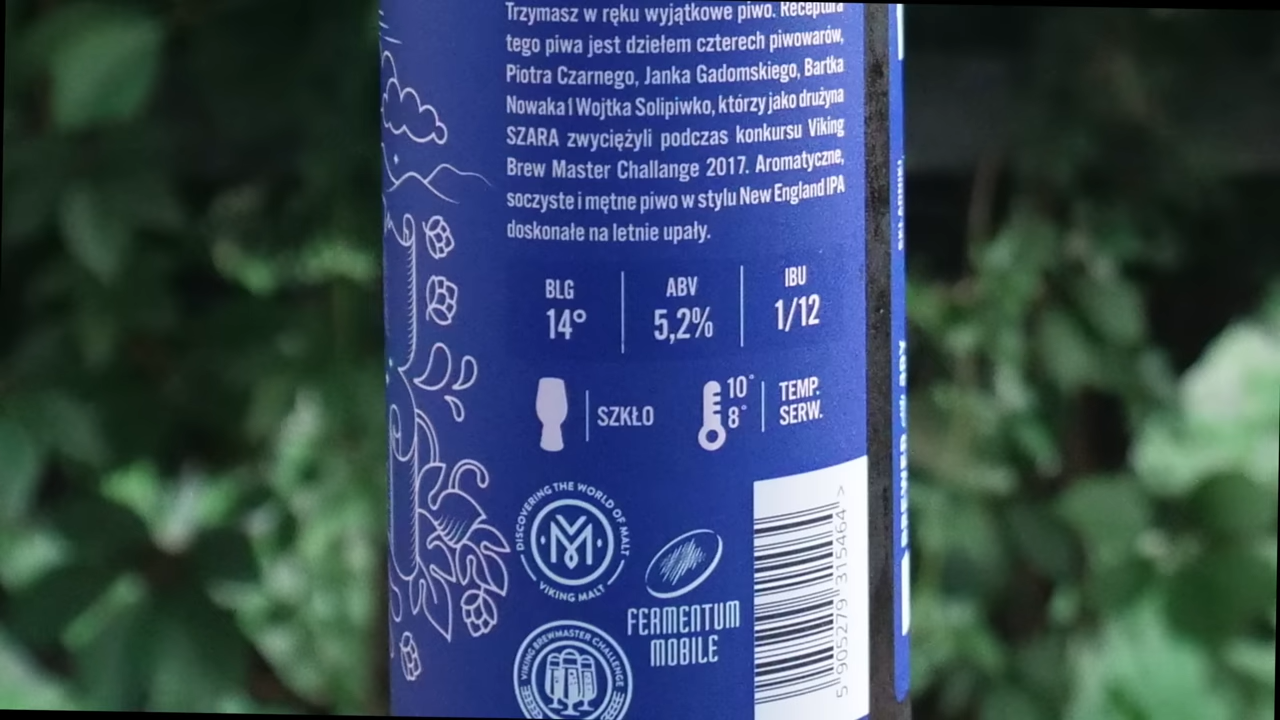 Trzymasz w ręku wyjątkowe piwo. Receptura
tego piwa jest dziełem czterech piwowarów,
Piotra Czarnego, Janka Gadomskiego, Bartka
Nowaka i Wojtka Solipiwko, którzy jako drużyna
SZARA zwyciężyli podczas konkursu Viking
Brew Master Challange 2017. Aromatyczne,
soczyste i mętne piwo w stylu New England IPA
doskonałe na letnie upały.
BLG
14°
ABV
5,2%
IBU
1/12
SZKŁO
10°
8°
TEMP.
SERW.
DISCOVERING THE WORLD OF MALT
VIKING MALT
FERMENTUM
MOBILE
VIKING BREWMASTER CHALLENGE
5 905279 315464 >
SKŁADNIKI